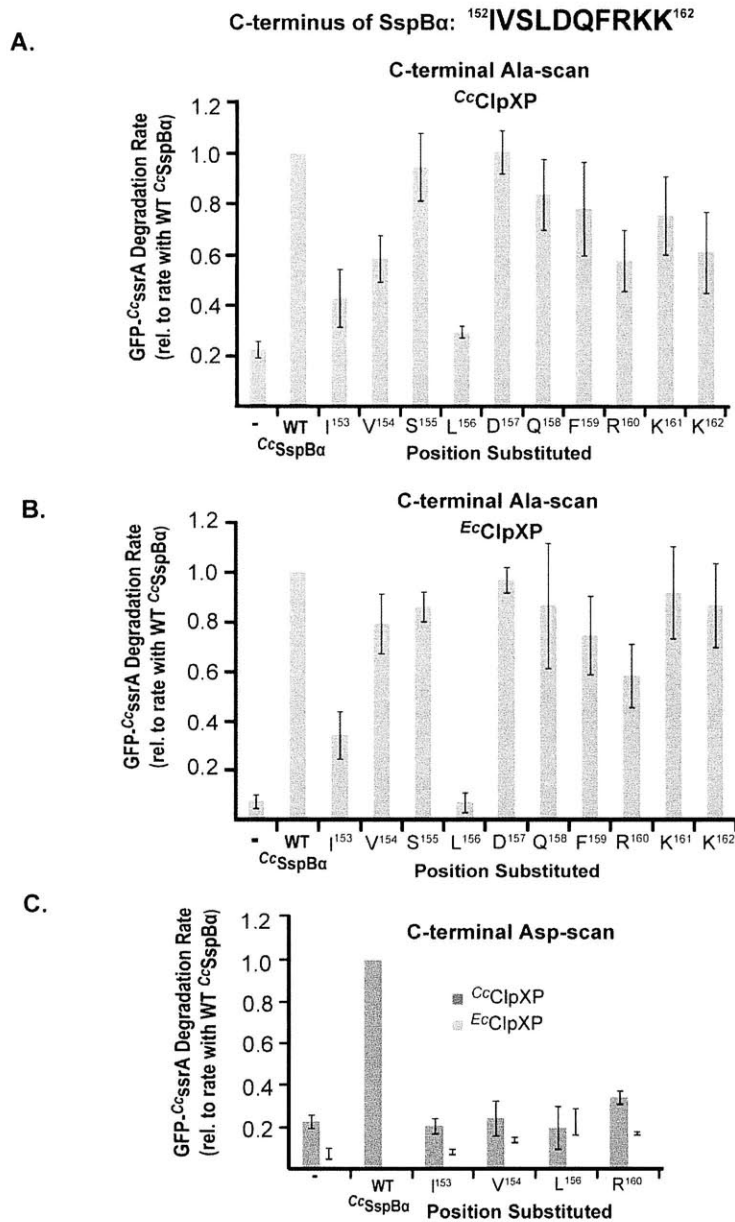 C-terminus of SspBα: ¹⁵²IVSLDQFRKK¹⁶²
A.
C-terminal Ala-scan
CcClpXP
GFP-CcssrA Degradation Rate
(rel. to rate with WT CcSspBα)
1.2
1.0
0.8
0.6
0.4
0.2
- WT I¹⁵³ V¹⁵⁴ S¹⁵⁵ L¹⁵⁶ D¹⁵⁷ Q¹⁵⁸ F¹⁵⁹ R¹⁶⁰ K¹⁶¹ K¹⁶²
CcSspBα Position Substituted
B.
C-terminal Ala-scan
EcClpXP
GFP-CcssrA Degradation Rate
(rel. to rate with WT CcSspBα)
1.2
1.0
0.8
0.6
0.4
0.2
- WT I¹⁵³ V¹⁵⁴ S¹⁵⁵ L¹⁵⁶ D¹⁵⁷ Q¹⁵⁸ F¹⁵⁹ R¹⁶⁰ K¹⁶¹ K¹⁶²
CcSspBα Position Substituted
C.
C-terminal Asp-scan
CcClpXP
EcClpXP
GFP-CcssrA Degradation Rate
(rel. to rate with WT CcSspBα)
1.2
1.0
0.8
0.6
0.4
0.2
- WT I¹⁵³ V¹⁵⁴ L¹⁵⁶ R¹⁶⁰
CcSspBα Position Substituted